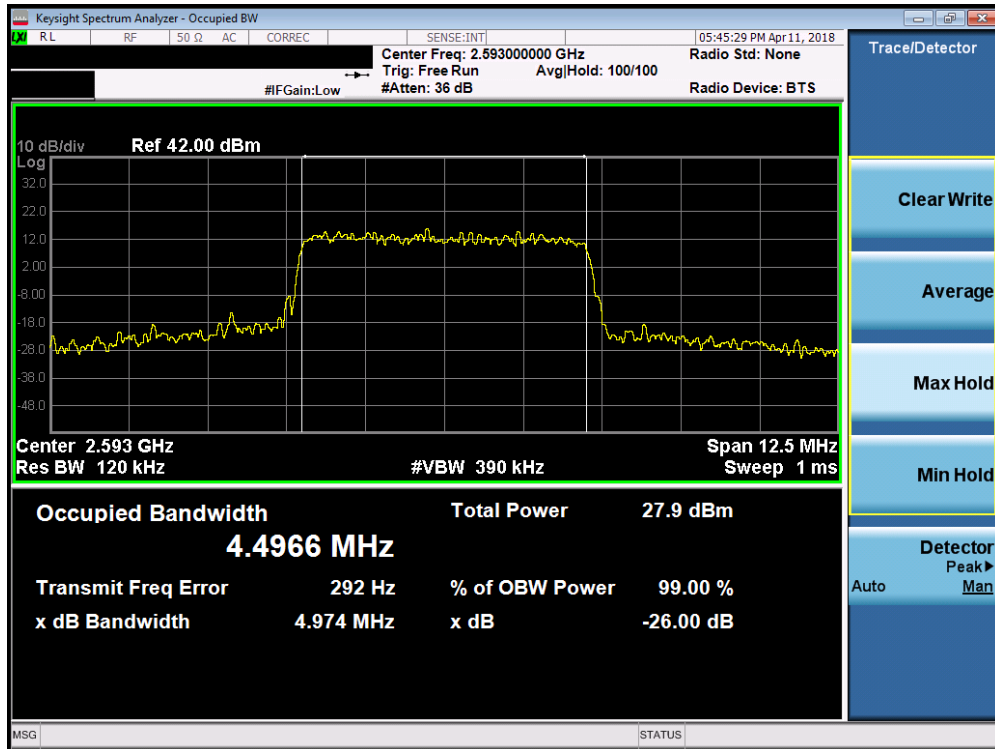 Keysight Spectrum Analyzer - Occupied BW
LXI RL RF 50 Ω AC CORREC SENSE:INT 05:45:29 PM Apr 11, 2018
Center Freq: 2.593000000 GHz Radio Std: None
Trig: Free Run Avg|Hold: 100/100
#IFGain:Low #Atten: 36 dB Radio Device: BTS
10 dB/div Ref 42.00 dBm
Log
32.0
22.0
12.0
2.00
-8.00
-18.0
-28.0
-38.0
-48.0
Center 2.593 GHz Span 12.5 MHz
Res BW 120 kHz #VBW 390 kHz Sweep 1 ms
Occupied Bandwidth Total Power 27.9 dBm
4.4966 MHz
Transmit Freq Error 292 Hz % of OBW Power 99.00 %
x dB Bandwidth 4.974 MHz x dB -26.00 dB
MSG STATUS
Trace/Detector
Clear Write
Average
Max Hold
Min Hold
Detector
Peak▶
Auto Man